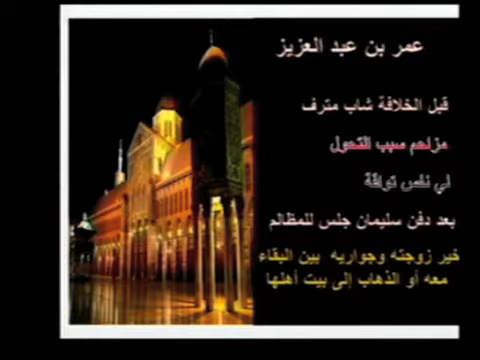 عمر بن عبد العزيز
قبل الخلافة شاب مترف
مزاحم سبب التحول
لي نفس تواقة
بعد دفن سليمان جلس للمظالم
خير زوجته وجواريه بين البقاء
معه أو الذهاب إلى بيت أهلها